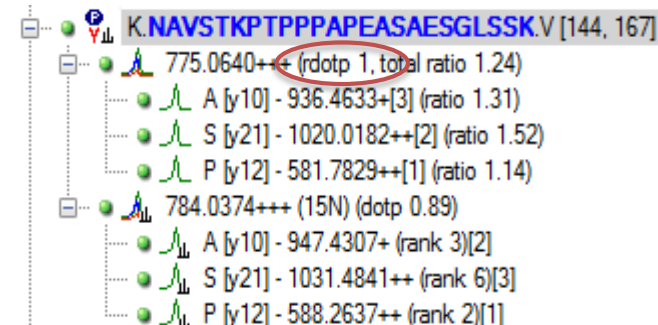 K.NAVSTKPTPPPAPEASAESGLSSK.V [144, 167]
775.0640+++ (rdotp 1, total ratio 1.24)
A [y10] - 936.4633+[3] (ratio 1.31)
S [y21] - 1020.0182++[2] (ratio 1.52)
P [y12] - 581.7829++[1] (ratio 1.14)
784.0374+++ (15N) (dotp 0.89)
A [y10] - 947.4307+ (rank 3)[2]
S [y21] - 1031.4841++ (rank 6)[3]
P [y12] - 588.2637++ (rank 2)[1]